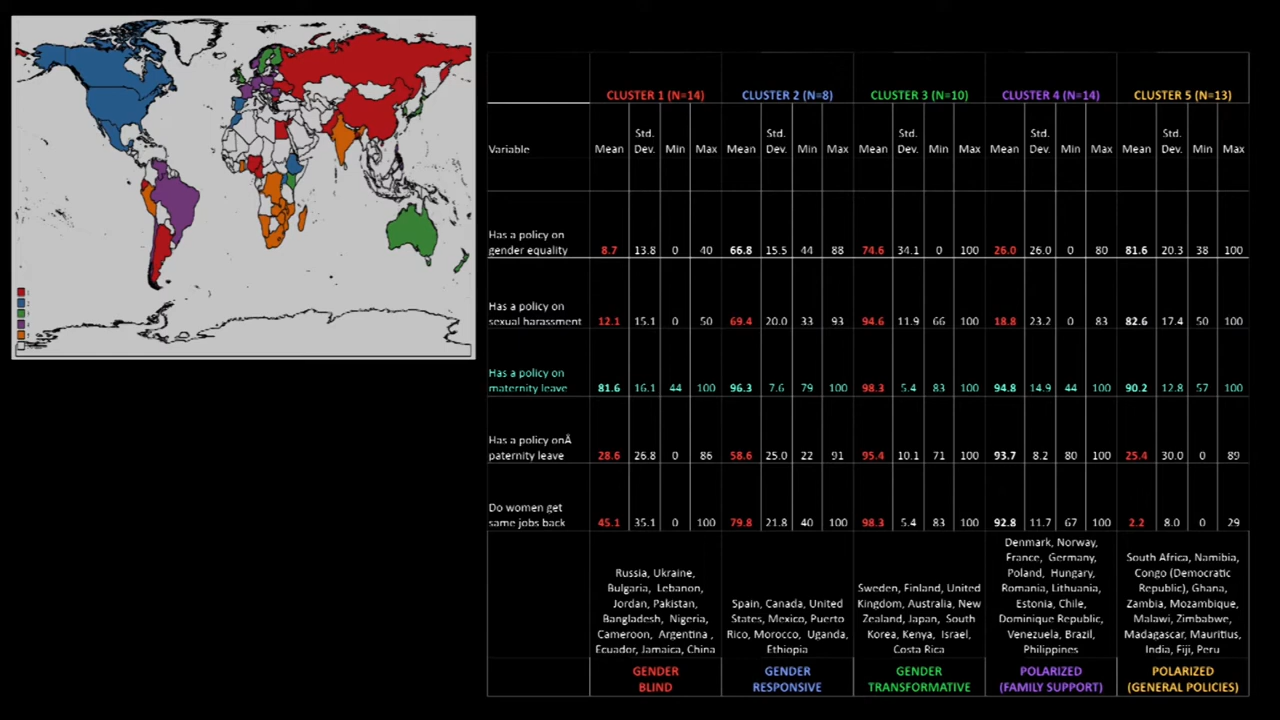 CLUSTER 1 (N=14) CLUSTER 2 (N=8) CLUSTER 3 (N=10) CLUSTER 4 (N=14) CLUSTER 5 (N=13)
Variable Mean Std. Dev. Min Max Mean Std. Dev. Min Max Mean Std. Dev. Min Max Mean Std. Dev. Min Max Mean Std. Dev. Min Max
Has a policy on
gender equality 8.7 13.8 0 40 66.8 15.5 44 88 74.6 34.1 0 100 26.0 26.0 0 80 81.6 20.3 38 100
Has a policy on
sexual harassment 12.1 15.1 0 50 69.4 20.0 33 93 94.6 11.9 66 100 18.8 23.2 0 83 82.6 17.4 50 100
Has a policy on
maternity leave 81.6 16.1 44 100 96.3 7.6 79 100 98.3 5.4 83 100 94.8 14.9 44 100 90.2 12.8 57 100
Has a policy onÂ
paternity leave 28.6 26.8 0 86 58.6 25.0 22 91 95.4 10.1 71 100 93.7 8.2 80 100 25.4 30.0 0 89
Do women get
same jobs back 45.1 35.1 0 100 79.8 21.8 40 100 98.3 5.4 83 100 92.8 11.7 67 100 2.2 8.0 0 29
Russia, Ukraine,
Bulgaria, Lebanon,
Jordan, Pakistan,
Bangladesh, Nigeria,
Cameroon, Argentina ,
Ecuador, Jamaica, China
Spain, Canada, United
States, Mexico, Puerto
Rico, Morocco, Uganda,
Ethiopia
Sweden, Finland, United
Kingdom, Australia, New
Zealand, Japan, South
Korea, Kenya, Israel,
Costa Rica
Denmark, Norway,
France, Germany,
Poland, Hungary,
Romania, Lithuania,
Estonia, Chile,
Dominique Republic,
Venezuela, Brazil,
Philippines
South Africa, Namibia,
Congo (Democratic
Republic), Ghana,
Zambia, Mozambique,
Malawi, Zimbabwe,
Madagascar, Mauritius,
India, Fiji, Peru
GENDER
BLIND
GENDER
RESPONSIVE
GENDER
TRANSFORMATIVE
POLARIZED
(FAMILY SUPPORT)
POLARIZED
(GENERAL POLICIES)